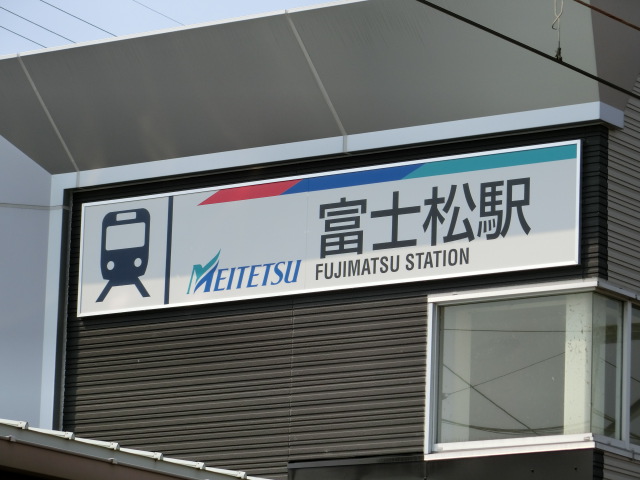 富士松駅
MEITETSU FUJIMATSU STATION